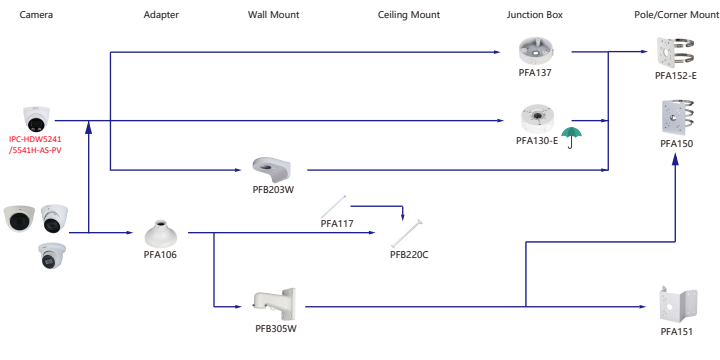 Camera
Adapter
Wall Mount
Ceiling Mount
Junction Box
Pole/Corner Mount
PFA137
PFA152-E
IPC-HDW5241
/5541H-AS-PV
PFA130-E
PFA150
PFB203W
PFA117
PFA106
PFB220C
PFB305W
PFA151